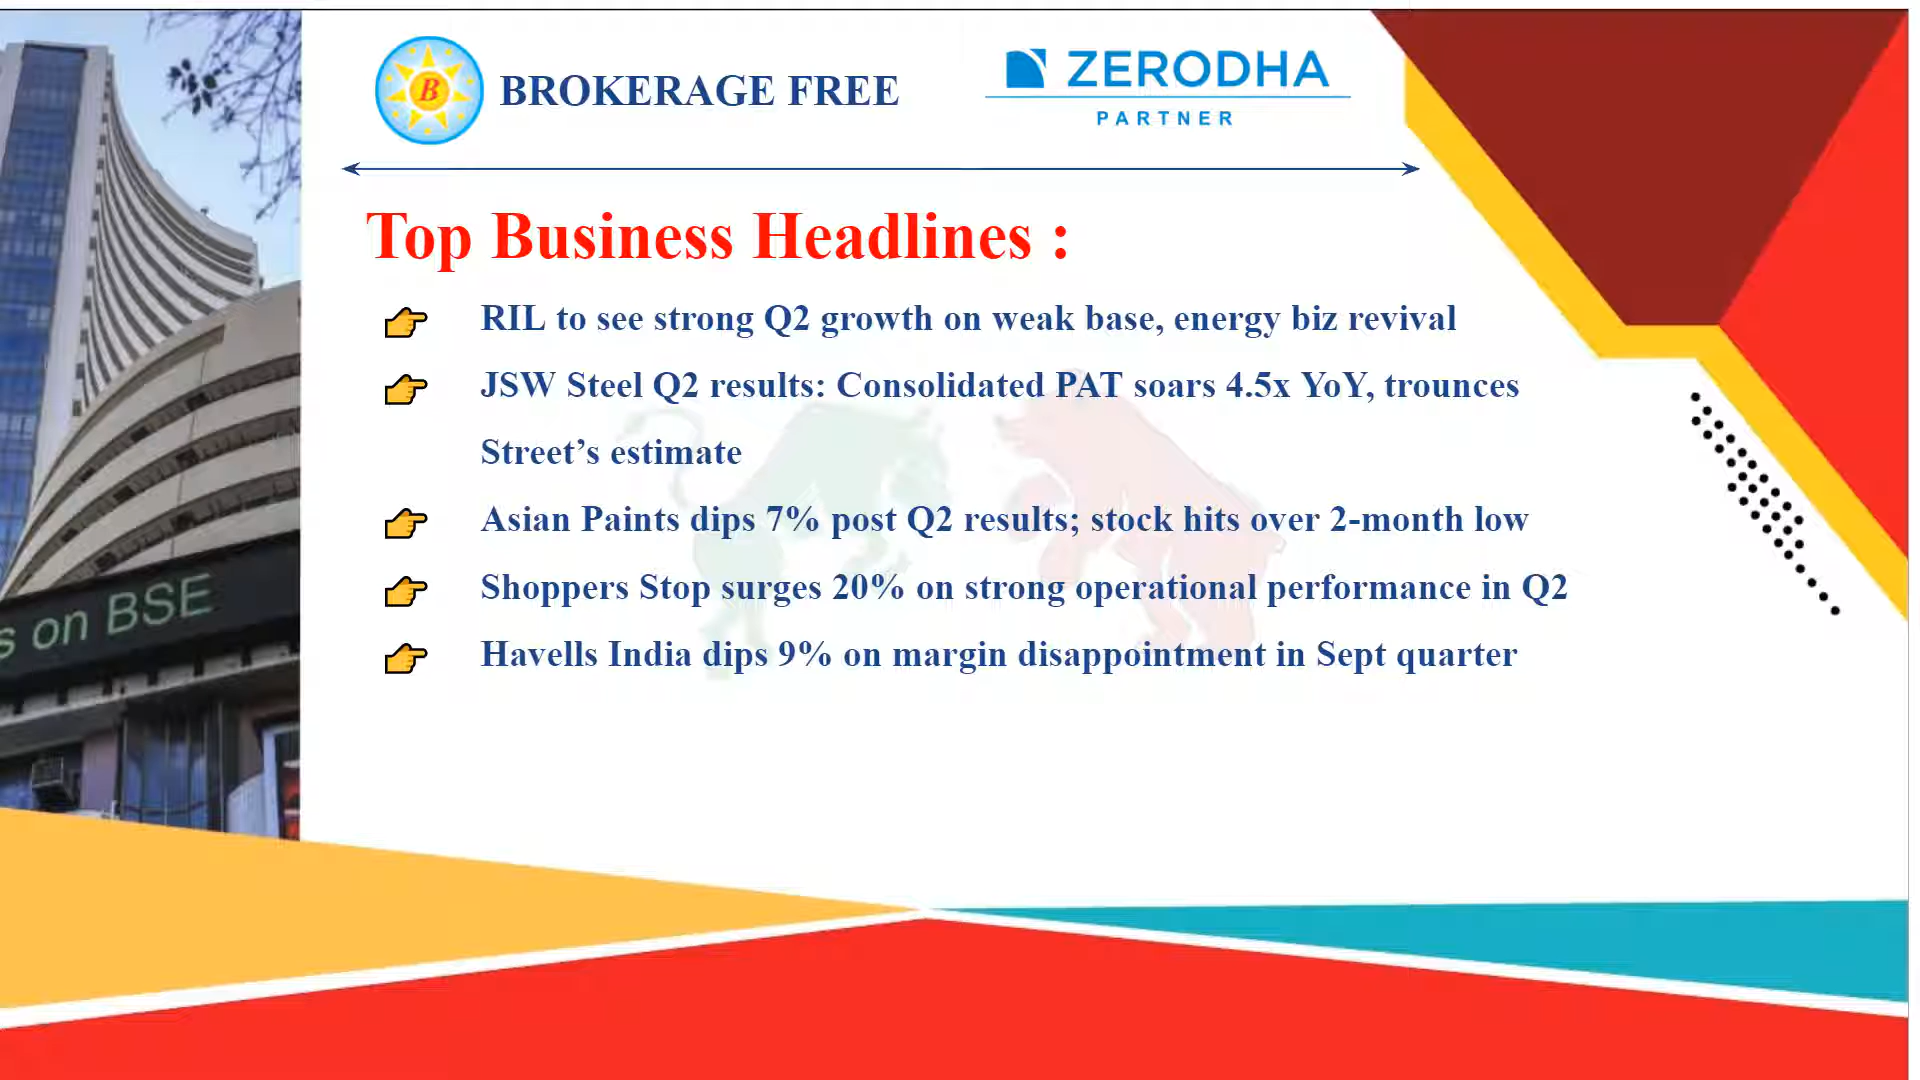 B
BROKERAGE FREE
ZERODHA
PARTNER
Top Business Headlines :
RIL to see strong Q2 growth on weak base, energy biz revival
JSW Steel Q2 results: Consolidated PAT soars 4.5x YoY, trounces
Street’s estimate
Asian Paints dips 7% post Q2 results; stock hits over 2-month low
Shoppers Stop surges 20% on strong operational performance in Q2
Havells India dips 9% on margin disappointment in Sept quarter
s on BSE